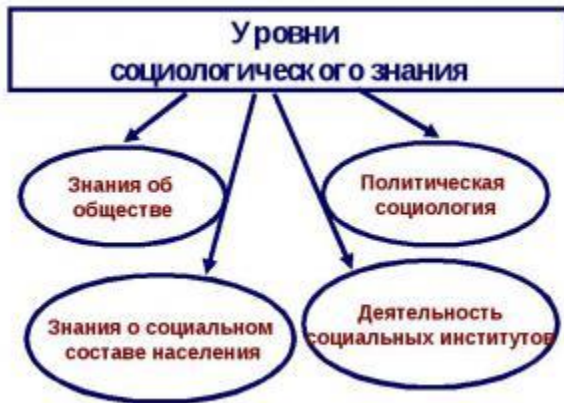 Уровни
социологического знания
Знания об
обществе
Политическая
социология
Знания о социальном
составе населения
Деятельность
социальных институтов